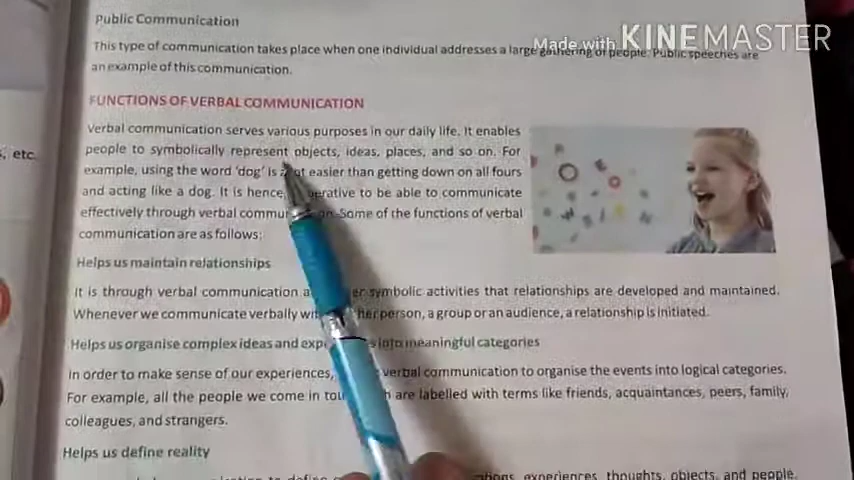 Public Communication
Made with KINEMASTER
This type of communication takes place when one individual addresses a large gathering of people. Public speeches are
an example of this communication.
FUNCTIONS OF VERBAL COMMUNICATION
Verbal communication serves various purposes in our daily life. It enables
people to symbolically represent objects, ideas, places, and so on. For
s, etc.
example, using the word 'dog' is a lot easier than getting down on all fours
and acting like a dog. It is hence, to be able to communicate
effectively through verbal Some of the functions of verbal
communication are as follows:
Helps us maintain relationships
It is through verbal communication symbolic activities that relationships are developed and maintained.
Whenever we communicate verbally person, a group or an audience, a relationship is initiated.
Helps us organise complex ideas and into meaningful categories
In order to make sense of our experiences, verbal communication to organise the events into logical categories.
For example, all the people we come in are labelled with terms like friends, acquaintances, peers, family,
colleagues, and strangers.
Helps us define reality
experiences, thoughts, objects, and people.